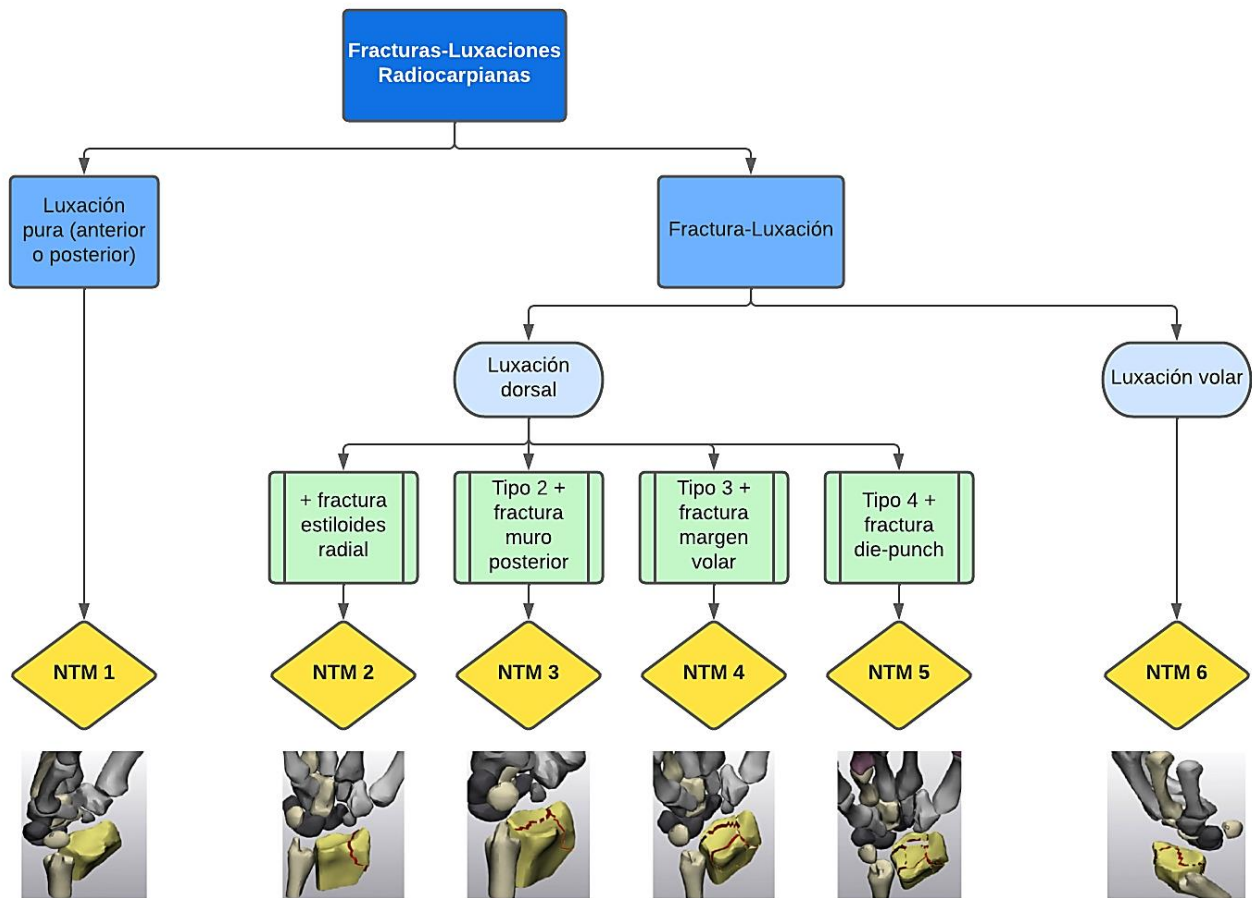 Fracturas-Luxaciones
Radiocarpianas
Luxación
pura (anterior
o posterior)
Fractura-Luxación
Luxación
dorsal
Luxación volar
+ fractura
estiloides
radial
Tipo 2 +
fractura
muro
posterior
Tipo 3 +
fractura
margen
volar
Tipo 4 +
fractura
die-punch
NTM 1
NTM 2
NTM 3
NTM 4
NTM 5
NTM 6